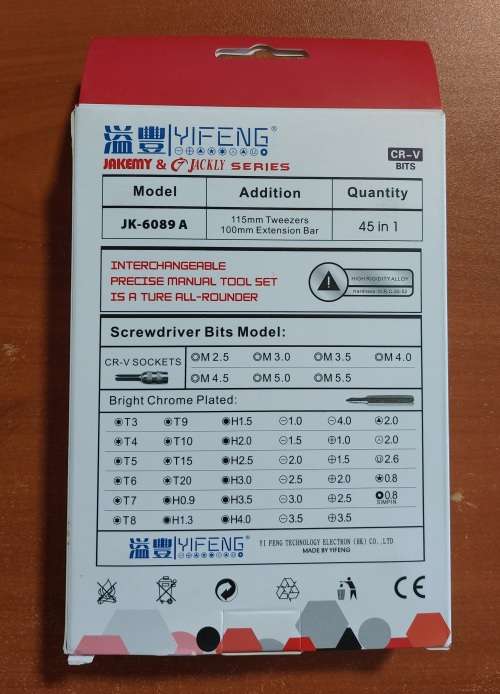 溢豐 YIFENG®
JAKEMY & JACKLY SERIES
CR-V
BITS
Model Addition Quantity
JK-6089 A 115mm Tweezers 100mm Extension Bar 45 in 1
INTERCHANGEABLE
PRECISE MANUAL TOOL SET
IS A TURE ALL-ROUNDER
HIGH RIGIDITY ALLOY
Screwdriver Bits Model:
CR-V SOCKETS
M 2.5 M 3.0 M 3.5 M 4.0
M 4.5 M 5.0 M 5.5
Bright Chrome Plated:
T3 T9 H1.5 ⊖1.0 ⊖4.0 2.0
T4 T10 H2.0 ⊖1.5 ⊕1.0 2.0
T5 T15 H2.5 ⊖2.0 ⊕1.5 2.6
T6 T20 H3.0 ⊖2.5 ⊕2.0 0.8
T7 H0.9 H3.5 ⊖3.0 ⊕2.5 0.8
T8 H1.3 H4.0 ⊖3.5 ⊕3.5
溢豐 YIFENG®
YI FENG TECHNOLOGY ELECTRON (HK) CO.,LTD
MADE BY YIFENG
CE